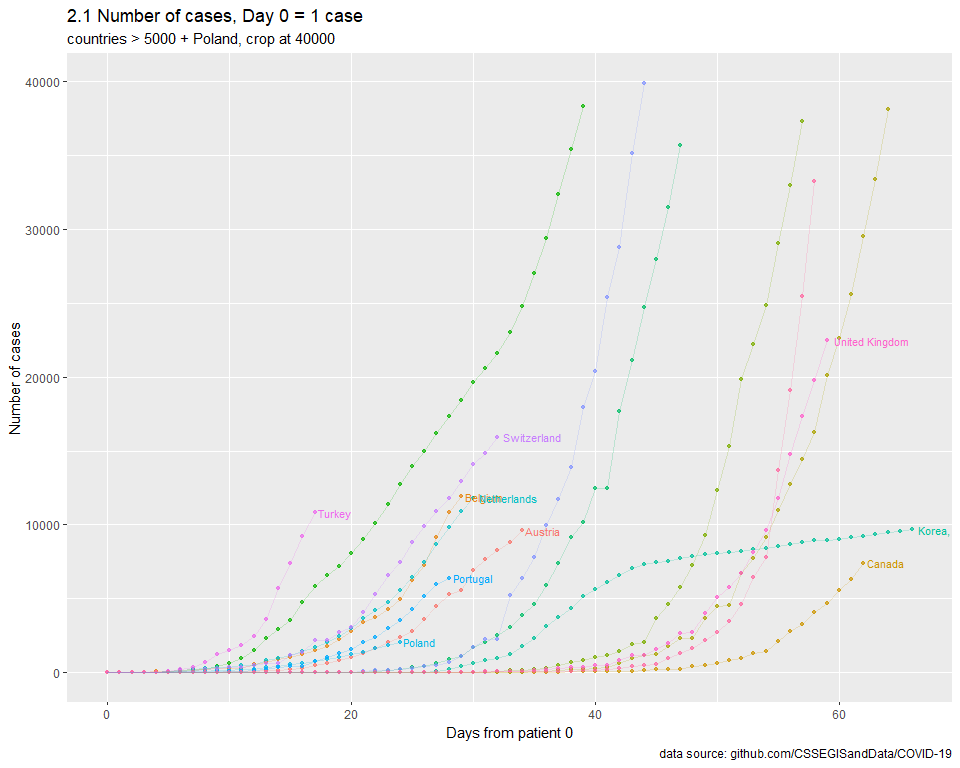 2.1 Number of cases, Day 0 = 1 case
countries > 5000 + Poland, crop at 40000
40000
30000
20000
10000
0
Number of cases
United Kingdom
Switzerland
Netherlands
Turkey
Austria
Korea,
Canada
Portugal
Poland
0
20
40
60
Days from patient 0
data source: github.com/CSSEGISandData/COVID-19